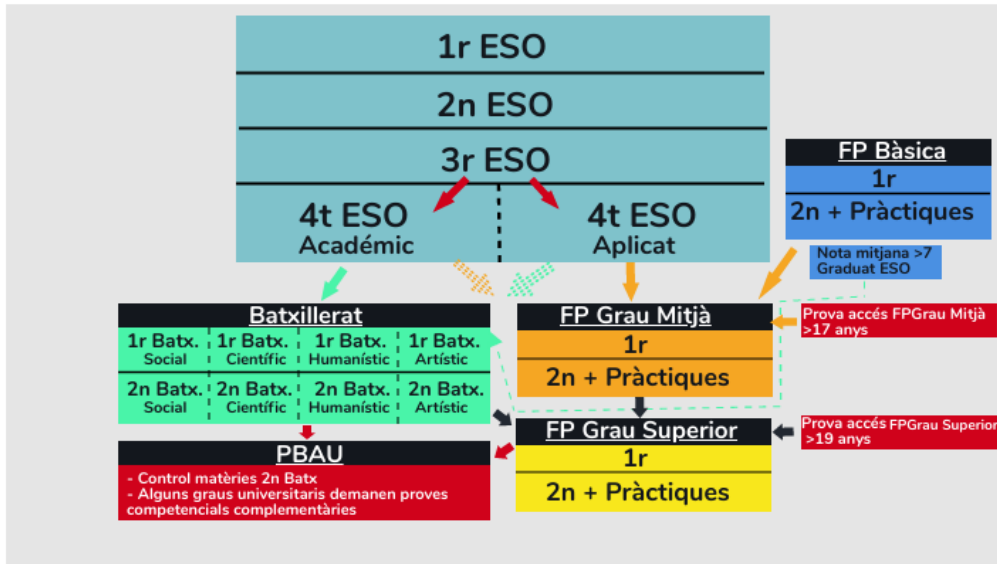 1r ESO
2n ESO
3r ESO
4t ESO
Académic
4t ESO
Aplicat
FP Bàsica
1r
2n + Pràctiques
Nota mitjana >7
Graduat ESO
Batxillerat
1r Batx.
Social
1r Batx.
Científic
1r Batx.
Humanístic
1r Batx.
Artístic
2n Batx.
Social
2n Batx.
Científic
2n Batx.
Humanístic
2n Batx.
Artístic
FP Grau Mitjà
1r
2n + Pràctiques
Prova accés FPGrau Mitjà
>17 anys
PBAU
- Control matèries 2n Batx
- Alguns graus universitaris demanen proves
competencials complementàries
FP Grau Superior
1r
2n + Pràctiques
Prova accés FPGrau Superior
>19 anys